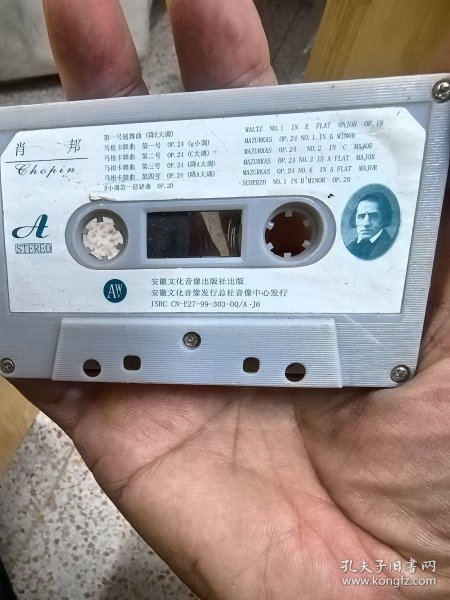 肖 邦
Chopin
第一号圆舞曲 (降E大调)
马祖卡舞曲 第一号 OP.24 (g小调)
马祖卡舞曲 第二号 OP.24 (C大调)
马祖卡舞曲 第三号 OP.24 (降A大调)
马祖卡舞曲 第四号 OP.24 (降A大调)
b小调第一谐谑曲 OP.20
WALTZ NO.1 IN E FLAT MAJOR OP.18
MAZURKAS OP.24 NO.1 IN G MINOR
MAZURKAS OP.24 NO.2 IN C MAJOR
MAZURKAS OP.24 NO.3 IN A FLAT MAJOR
MAZURKAS OP.24 NO.4 IN A FLAT MAJOR
SCHERZO NO.1 IN B MINOR OP.20
A
STEREO
AW
安徽文化音像出版社出版
安徽文化音像发行总社音像中心发行
ISRC CN-E27-99-303-00/A·J6
孔夫子旧书网
www.kongfz.com